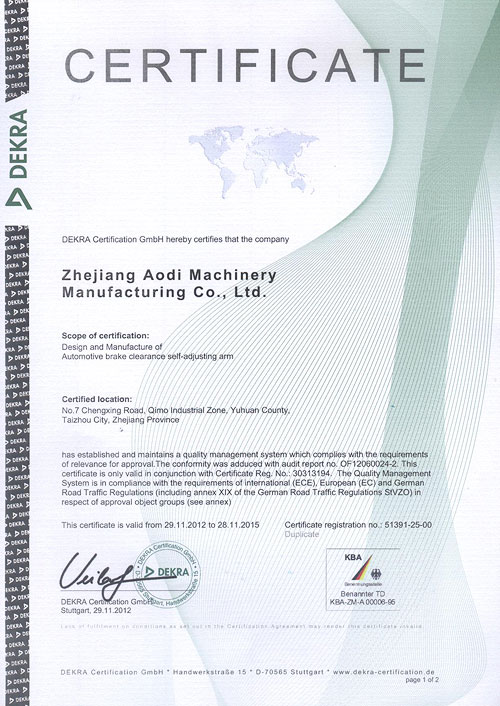 CERTIFICATE
DEKRA
DEKRA Certification GmbH hereby certifies that the company
Zhejiang Aodi Machinery
Manufacturing Co., Ltd.
Scope of certification:
Design and Manufacture of
Automotive brake clearance self-adjusting arm
Certified location:
No.7 Chengxing Road, Qimo Industrial Zone, Yuhuan County,
Taizhou City, Zhejiang Province
has established and maintains a quality management system which complies with the requirements
of relevance for approval.The conformity was adduced with audit report no. OF12060024-2. This
certificate is only valid in conjunction with Certificate Reg. No.: 30313194. The Quality Management
System is in compliance with the requirements of international (ECE), European (EC) and German
Road Traffic Regulations (including annex XIX of the German Road Traffic Regulations StVZO) in
respect of approval object groups (see annex)
This certificate is valid from 29.11.2012 to 28.11.2015
Certificate registration no.: 51391-25-00
Duplicate
DEKRA Certification GmbH
DEKRA
KBA
Benannter TD
KBA-ZM-A 00006-95
DEKRA Certification GmbH
Stuttgart, 29.11.2012
Lack of fulfilment on conditions as set out in the Certification Agreement may render this certificate invalid.
DEKRA Certification GmbH * Handwerkstraße 15 * D-70565 Stuttgart * www.dekra-certification.de
page 1 of 2